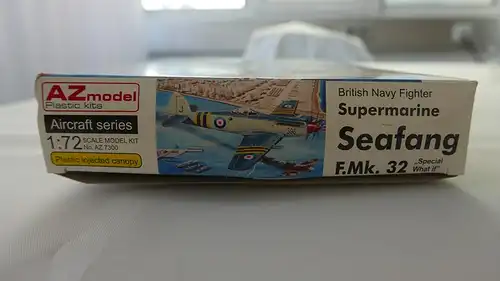 AZmodel
Plastic kits
Aircraft series
1:72 SCALE MODEL KIT
No. AZ 7300
Plastic injected canopy
British Navy Fighter
Supermarine
Seafang
F.Mk. 32 „Special
What if"